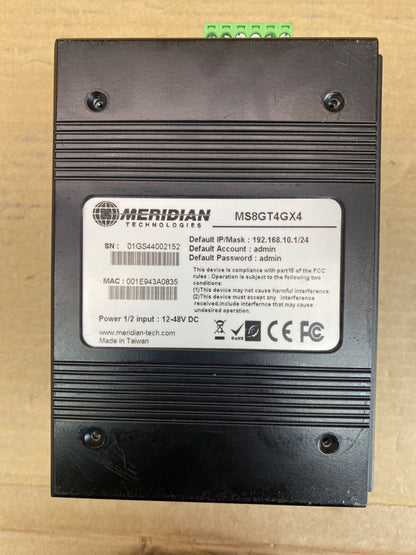 MERIDIAN
TECHNOLOGIES
MS8GT4GX4
SN : 01GS44002152
Default IP/Mask : 192.168.10.1/24
Default Account : admin
Default Password : admin
MAC : 001E943A0835
This device is compliance with part15 of the FCC
rules : Operation is subject to the following two
conditions:
(1)This device may not cause harmful interference.
(2)This device must accept any interference
received,include interfernce that may cause
undesired operation.
Power 1/2 input : 12-48V DC
www.meridian-tech.com
Made in Taiwan
CE FC